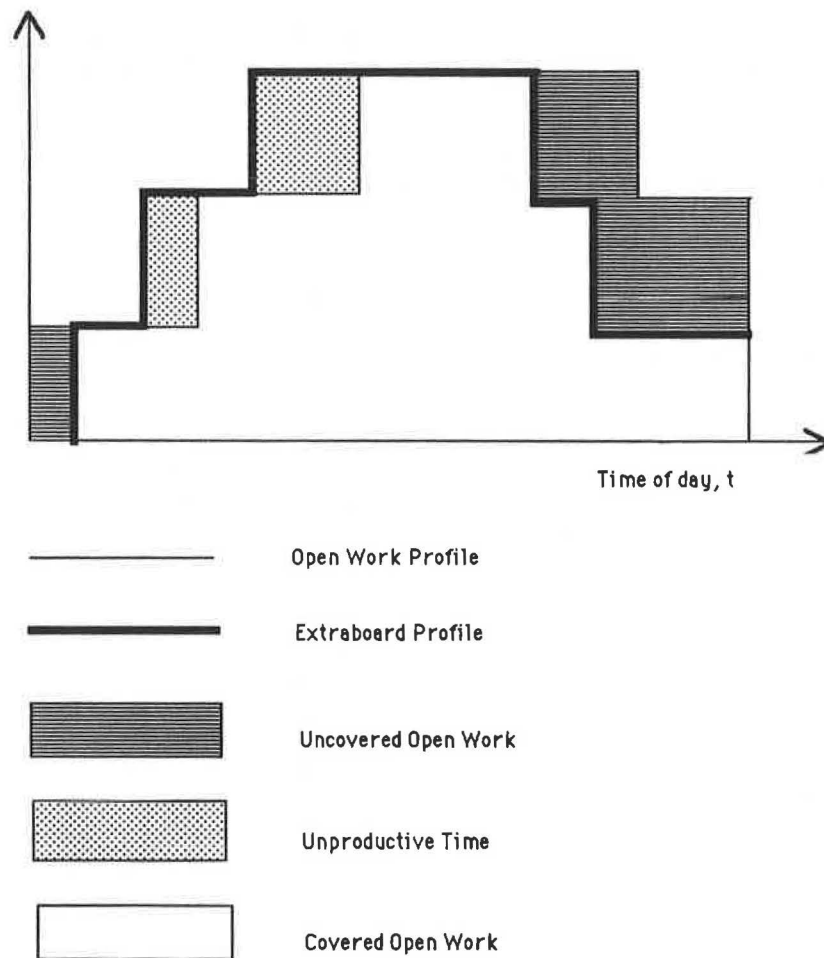 Time of day, t
Open Work Profile
Extraboard Profile
Uncovered Open Work
Unproductive Time
Covered Open Work